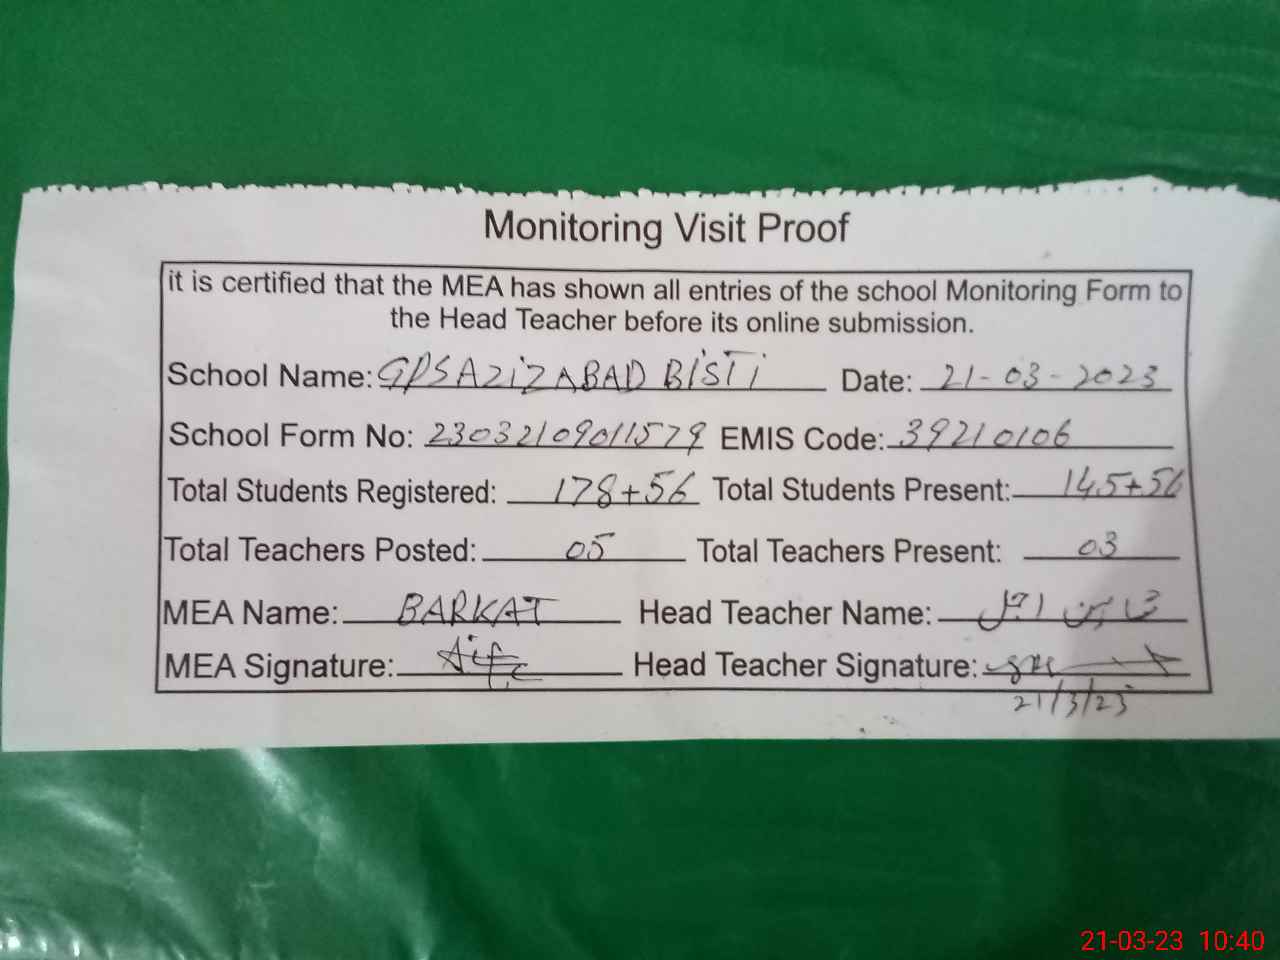 Monitoring Visit Proof
it is certified that the MEA has shown all entries of the school Monitoring Form to
the Head Teacher before its online submission.
School Name: GPS AZIZABAD BISTI Date: 21-03-2023
School Form No: 23032109011579 EMIS Code: 39210106
Total Students Registered: 178+56 Total Students Present: 145+56
Total Teachers Posted: 05 Total Teachers Present: 03
MEA Name: BARKAT Head Teacher Name:
MEA Signature: Head Teacher Signature:
21/3/23
21-03-23 10:40